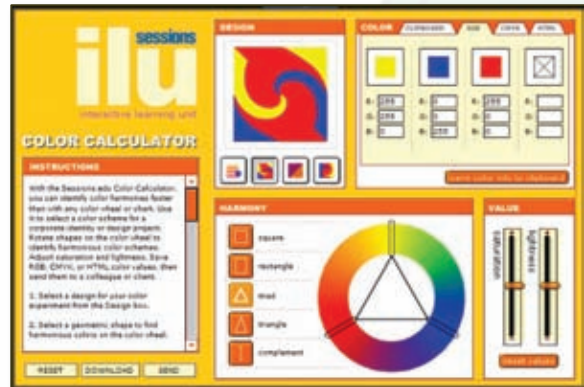 sessions
ilu
interactive learning unit
COLOR CALCULATOR
INSTRUCTIONS
With the Sessions.edu Color Calculator,
you can identify color harmonies faster
than with any color wheel or chart. Use
it to select a color scheme for a
corporate identity or design project.
Rotate shapes on the color wheel to
identify harmonious color schemes.
Adjust saturation and lightness. Save
RGB, CMYK, or HTML color values, then
send them to a colleague or client.
1. Select a design for your color
experiment from the Design box.
2. Select a geometric shape to find
harmonious colors on the color wheel.
RESET DOWNLOAD SEND
DESIGN
COLOR CLIPBOARD RGB CMYK HTML
R: 255 R: 0 R: 255 R:
G: 255 G: 0 G: 0 G:
B: 0 B: 255 B: 0 B:
HARMONY
square
rectangle
triad
triangle
complement
VALUE
saturation
lightness
reset values